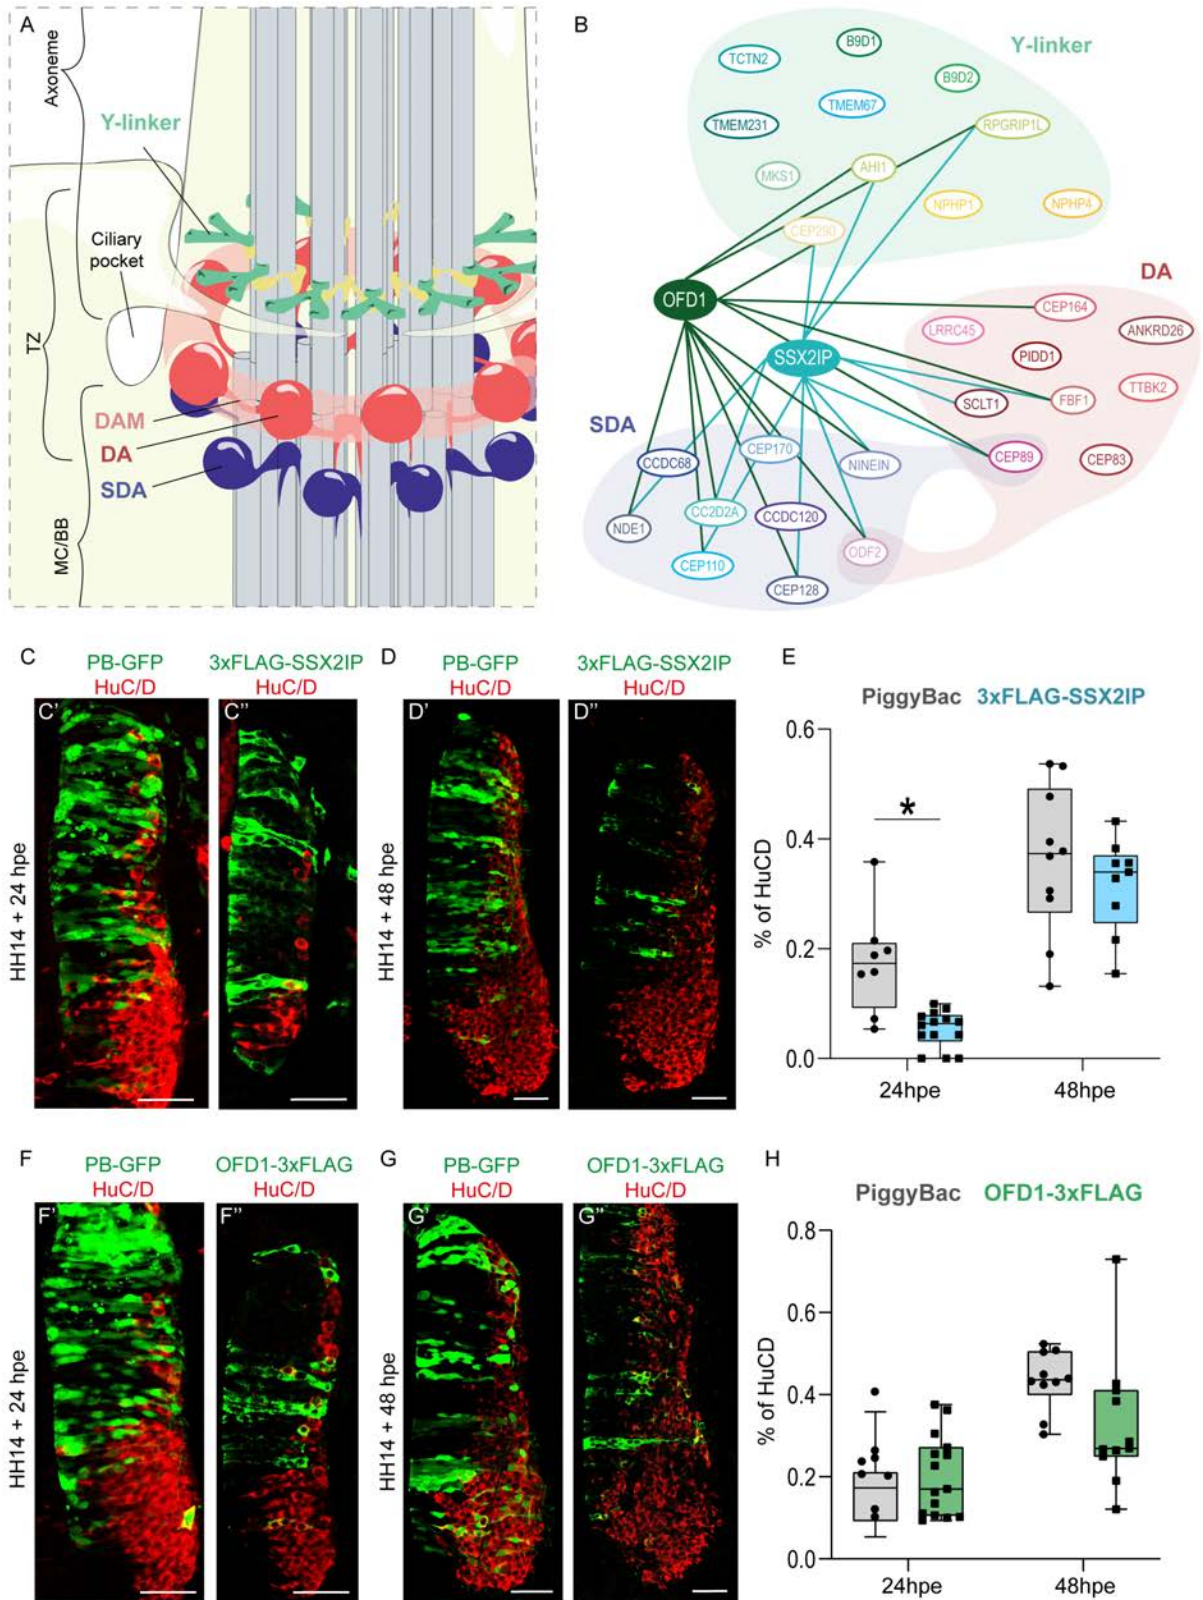 A
Axoneme
Y-linker
Ciliary
pocket
TZ
DAM
DA
SDA
MC/BB
B
Y-linker
B9D1
TCTN2
B9D2
TMEM67
TMEM231
RPGRIP1L
AHI1
MKS1
NPHP1
NPHP4
CEP290
DA
OFD1
CEP164
LRRC45
ANKRD26
PIDD1
SSX2IP
TTBK2
SCLT1
FBF1
SDA
CEP170
CCDC68
NINEIN
CEP89
CEP83
CC2D2A
CCDC120
NDE1
ODF2
CEP110
CEP128
C
PB-GFP
HuC/D
3xFLAG-SSX2IP
HuC/D
C'
C''
HH14 + 24 hpe
D
PB-GFP
HuC/D
3xFLAG-SSX2IP
HuC/D
D'
D''
HH14 + 48 hpe
E
PiggyBac 3xFLAG-SSX2IP
% of HuCD
0.6
0.4
0.2
0.0
*
24hpe
48hpe
F
PB-GFP
HuC/D
OFD1-3xFLAG
HuC/D
F'
F''
HH14 + 24 hpe
G
PB-GFP
HuC/D
OFD1-3xFLAG
HuC/D
G'
G''
HH14 + 48 hpe
H
PiggyBac OFD1-3xFLAG
% of HuCD
0.8
0.6
0.4
0.2
0.0
24hpe
48hpe